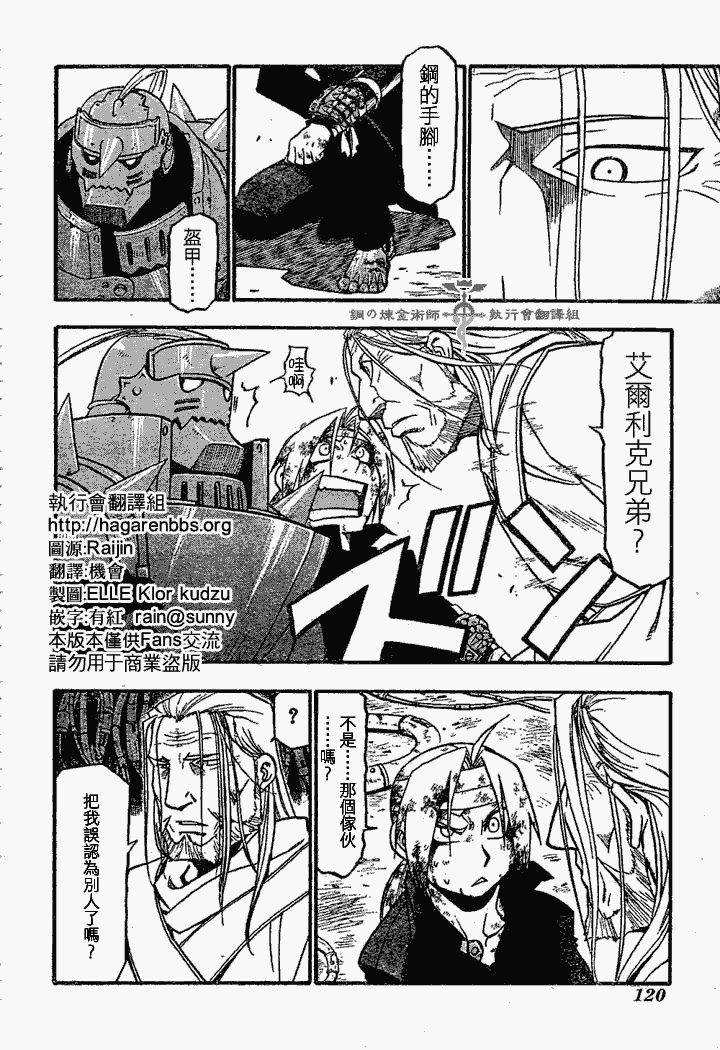 鋼的手腳……
盔甲……
鋼の煉金術師
執行會翻譯組
艾爾利克兄弟？
哇啊
ズッ
執行會翻譯組
http://hagarenbbs.org
圖源:Raijin
翻譯:機會
製圖:ELLE Klor kudzu
嵌字:有紅 rain@sunny
本版本僅供Fans交流
請勿用于商業盜版
不是……那個傢伙
……嗎？
？
把我誤認為別人了嗎？
120